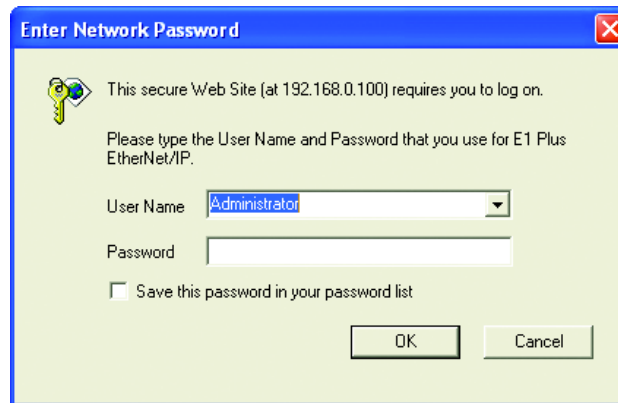 Enter Network Password
This secure Web Site (at 192.168.0.100) requires you to log on.
Please type the User Name and Password that you use for E1 Plus
EtherNet/IP.
User Name Administrator
Password
Save this password in your password list
OK Cancel